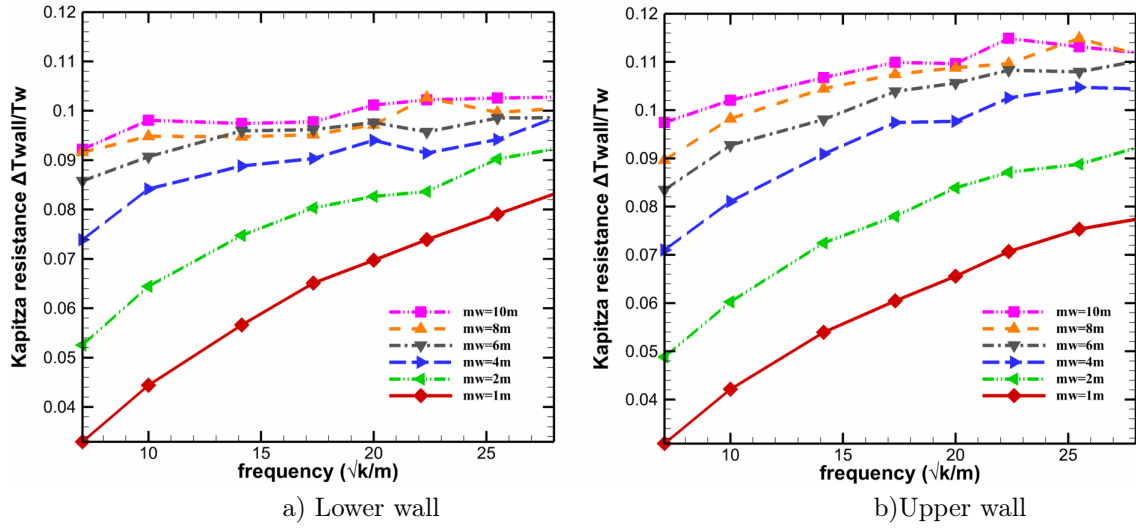 0.12
0.11
0.1
0.09
0.08
0.07
0.06
0.05
0.04
Kapitza resistance ΔTwall/Tw
mw=10m
mw=8m
mw=6m
mw=4m
mw=2m
mw=1m
10 15 20 25
frequency (√k/m)
a) Lower wall
0.12
0.11
0.1
0.09
0.08
0.07
0.06
0.05
0.04
Kapitza resistance ΔTwall/Tw
mw=10m
mw=8m
mw=6m
mw=4m
mw=2m
mw=1m
10 15 20 25
frequency (√k/m)
b)Upper wall